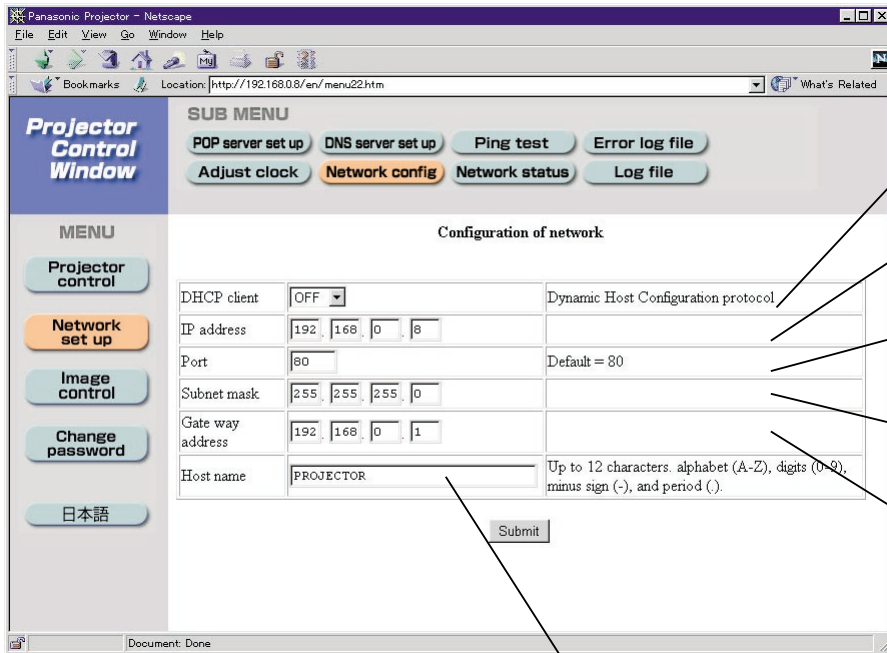 Panasonic Projector - Netscape
File Edit View Go Window Help
My
N
Bookmarks Location: http://192.168.0.8/en/menu22.htm What's Related
Projector
Control
Window
SUB MENU
POP server set up DNS server set up Ping test Error log file
Adjust clock Network config Network status Log file
MENU
Projector
control
Network
set up
Image
control
Change
password
日本語
Configuration of network
DHCP client OFF Dynamic Host Configuration protocol
IP address 192 . 168 . 0 . 8
Port 80 Default = 80
Subnet mask 255 . 255 . 255 . 0
Gate way
address 192 . 168 . 0 . 1
Host name PROJECTOR Up to 12 characters. alphabet (A-Z), digits (0-9),
minus sign (-), and period (.).
Submit
Document: Done